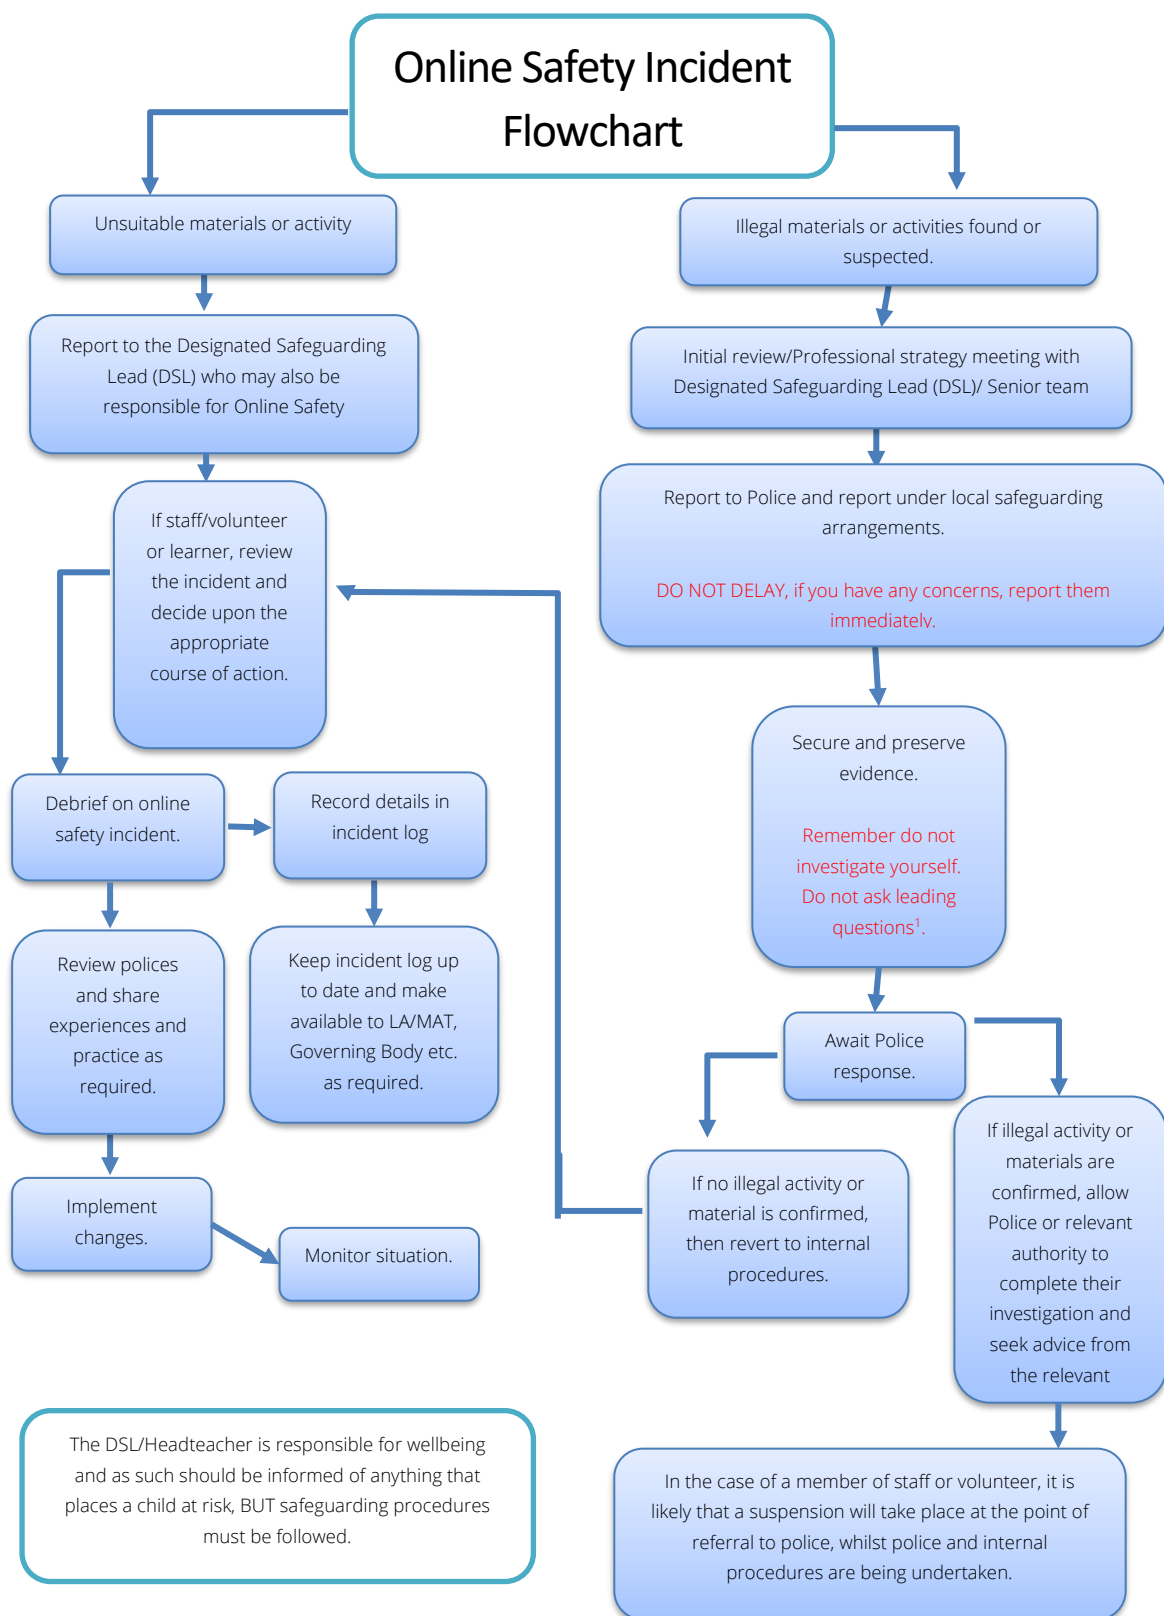 Online Safety Incident
Flowchart
Unsuitable materials or activity
Report to the Designated Safeguarding
Lead (DSL) who may also be
responsible for Online Safety
If staff/volunteer
or learner, review
the incident and
decide upon the
appropriate
course of action.
Debrief on online
safety incident.
Record details in
incident log
Review polices
and share
experiences and
practice as
required.
Keep incident log up
to date and make
available to LA/MAT,
Governing Body etc.
as required.
Implement
changes.
Monitor situation.
Illegal materials or activities found or
suspected.
Initial review/Professional strategy meeting with
Designated Safeguarding Lead (DSL)/ Senior team
Report to Police and report under local safeguarding
arrangements.
DO NOT DELAY, if you have any concerns, report them
immediately.
Secure and preserve
evidence.
Remember do not
investigate yourself.
Do not ask leading
questions¹.
Await Police
response.
If no illegal activity or
material is confirmed,
then revert to internal
procedures.
If illegal activity or
materials are
confirmed, allow
Police or relevant
authority to
complete their
investigation and
seek advice from
the relevant
In the case of a member of staff or volunteer, it is
likely that a suspension will take place at the point of
referral to police, whilst police and internal
procedures are being undertaken.
The DSL/Headteacher is responsible for wellbeing
and as such should be informed of anything that
places a child at risk, BUT safeguarding procedures
must be followed.